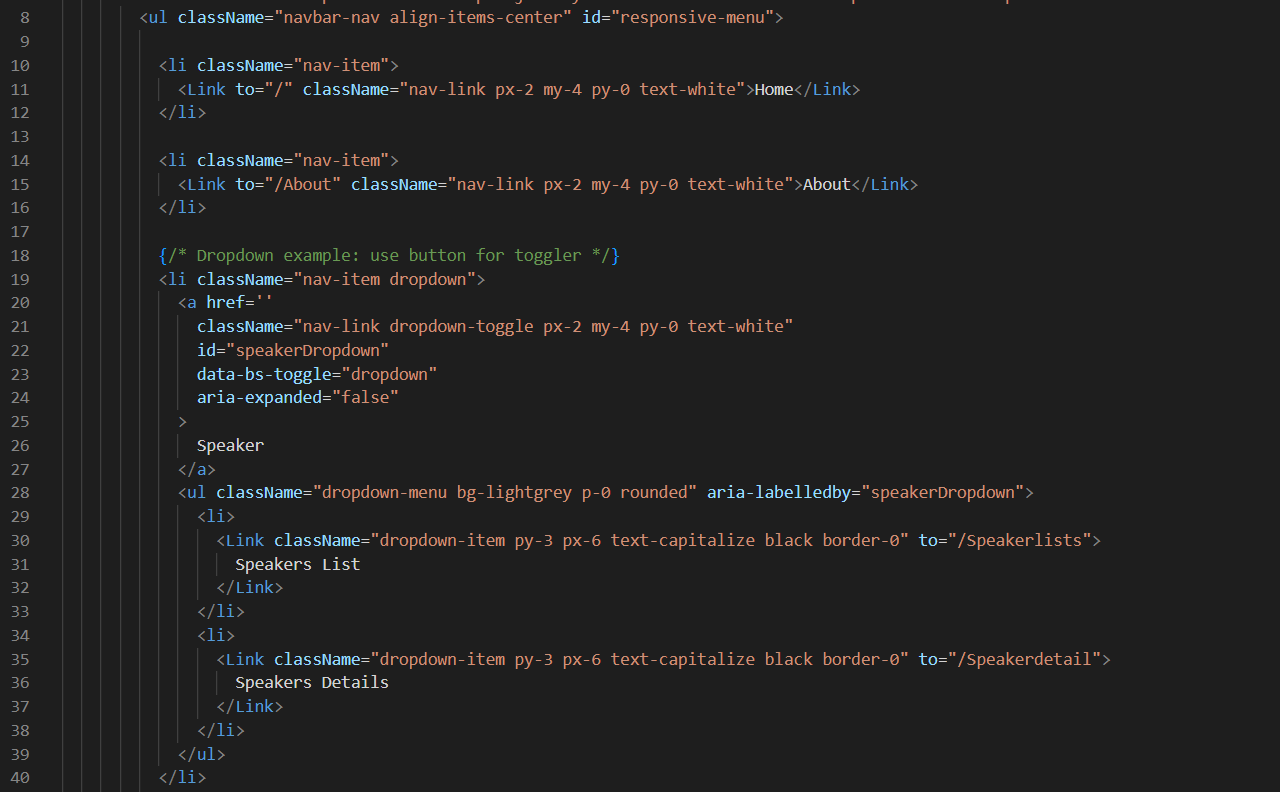 8 <ul className="navbar-nav align-items-center" id="responsive-menu">
9
10 <li className="nav-item">
11 <Link to="/" className="nav-link px-2 my-4 py-0 text-white">Home</Link>
12 </li>
13
14 <li className="nav-item">
15 <Link to="/About" className="nav-link px-2 my-4 py-0 text-white">About</Link>
16 </li>
17
18 {/* Dropdown example: use button for toggler */}
19 <li className="nav-item dropdown">
20 <a href=''
21 className="nav-link dropdown-toggle px-2 my-4 py-0 text-white"
22 id="speakerDropdown"
23 data-bs-toggle="dropdown"
24 aria-expanded="false"
25 >
26 Speaker
27 </a>
28 <ul className="dropdown-menu bg-lightgrey p-0 rounded" aria-labelledby="speakerDropdown">
29 <li>
30 <Link className="dropdown-item py-3 px-6 text-capitalize black border-0" to="/Speakerlists">
31 Speakers List
32 </Link>
33 </li>
34 <li>
35 <Link className="dropdown-item py-3 px-6 text-capitalize black border-0" to="/Speakerdetail">
36 Speakers Details
37 </Link>
38 </li>
39 </ul>
40 </li>